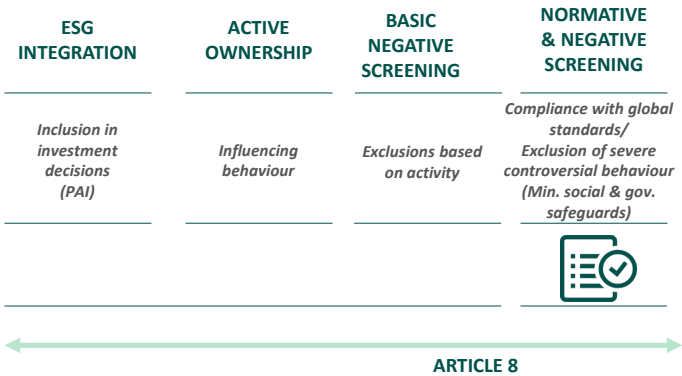 ESG
INTEGRATION
ACTIVE
OWNERSHIP
BASIC
NEGATIVE
SCREENING
NORMATIVE
& NEGATIVE
SCREENING
Inclusion in
investment
decisions
(PAI)
Influencing
behaviour
Exclusions based
on activity
Compliance with global
standards/
Exclusion of severe
controversial behaviour
(Min. social & gov.
safeguards)
ARTICLE 8